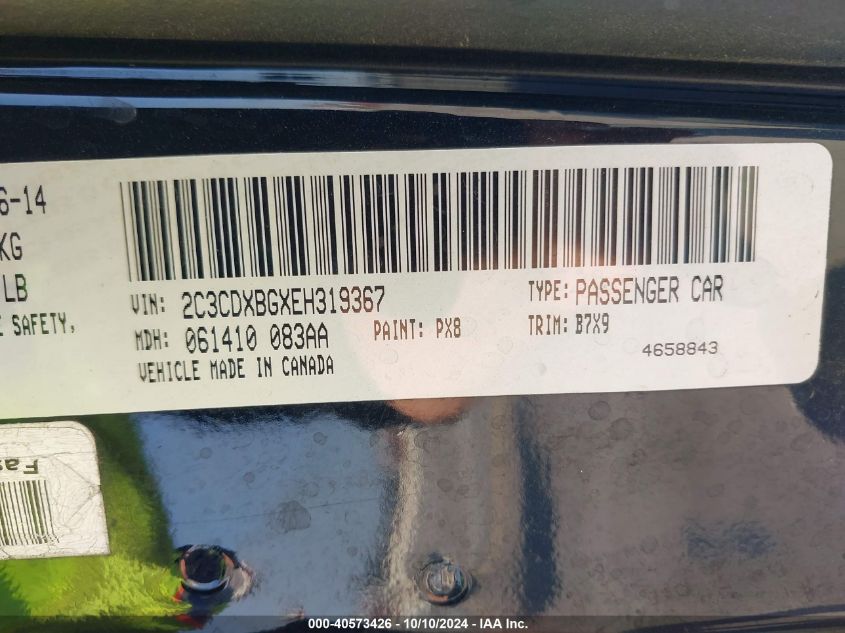 6-14
KG
LB
E SAFETY,
VIN: 2C3CDXBGXEH319367
TYPE: PASSENGER CAR
MDH: 061410 083AA
PAINT: PX8
TRIM: B7X9
VEHICLE MADE IN CANADA
4658843
Fas
000-40573426 - 10/10/2024 - IAA Inc.